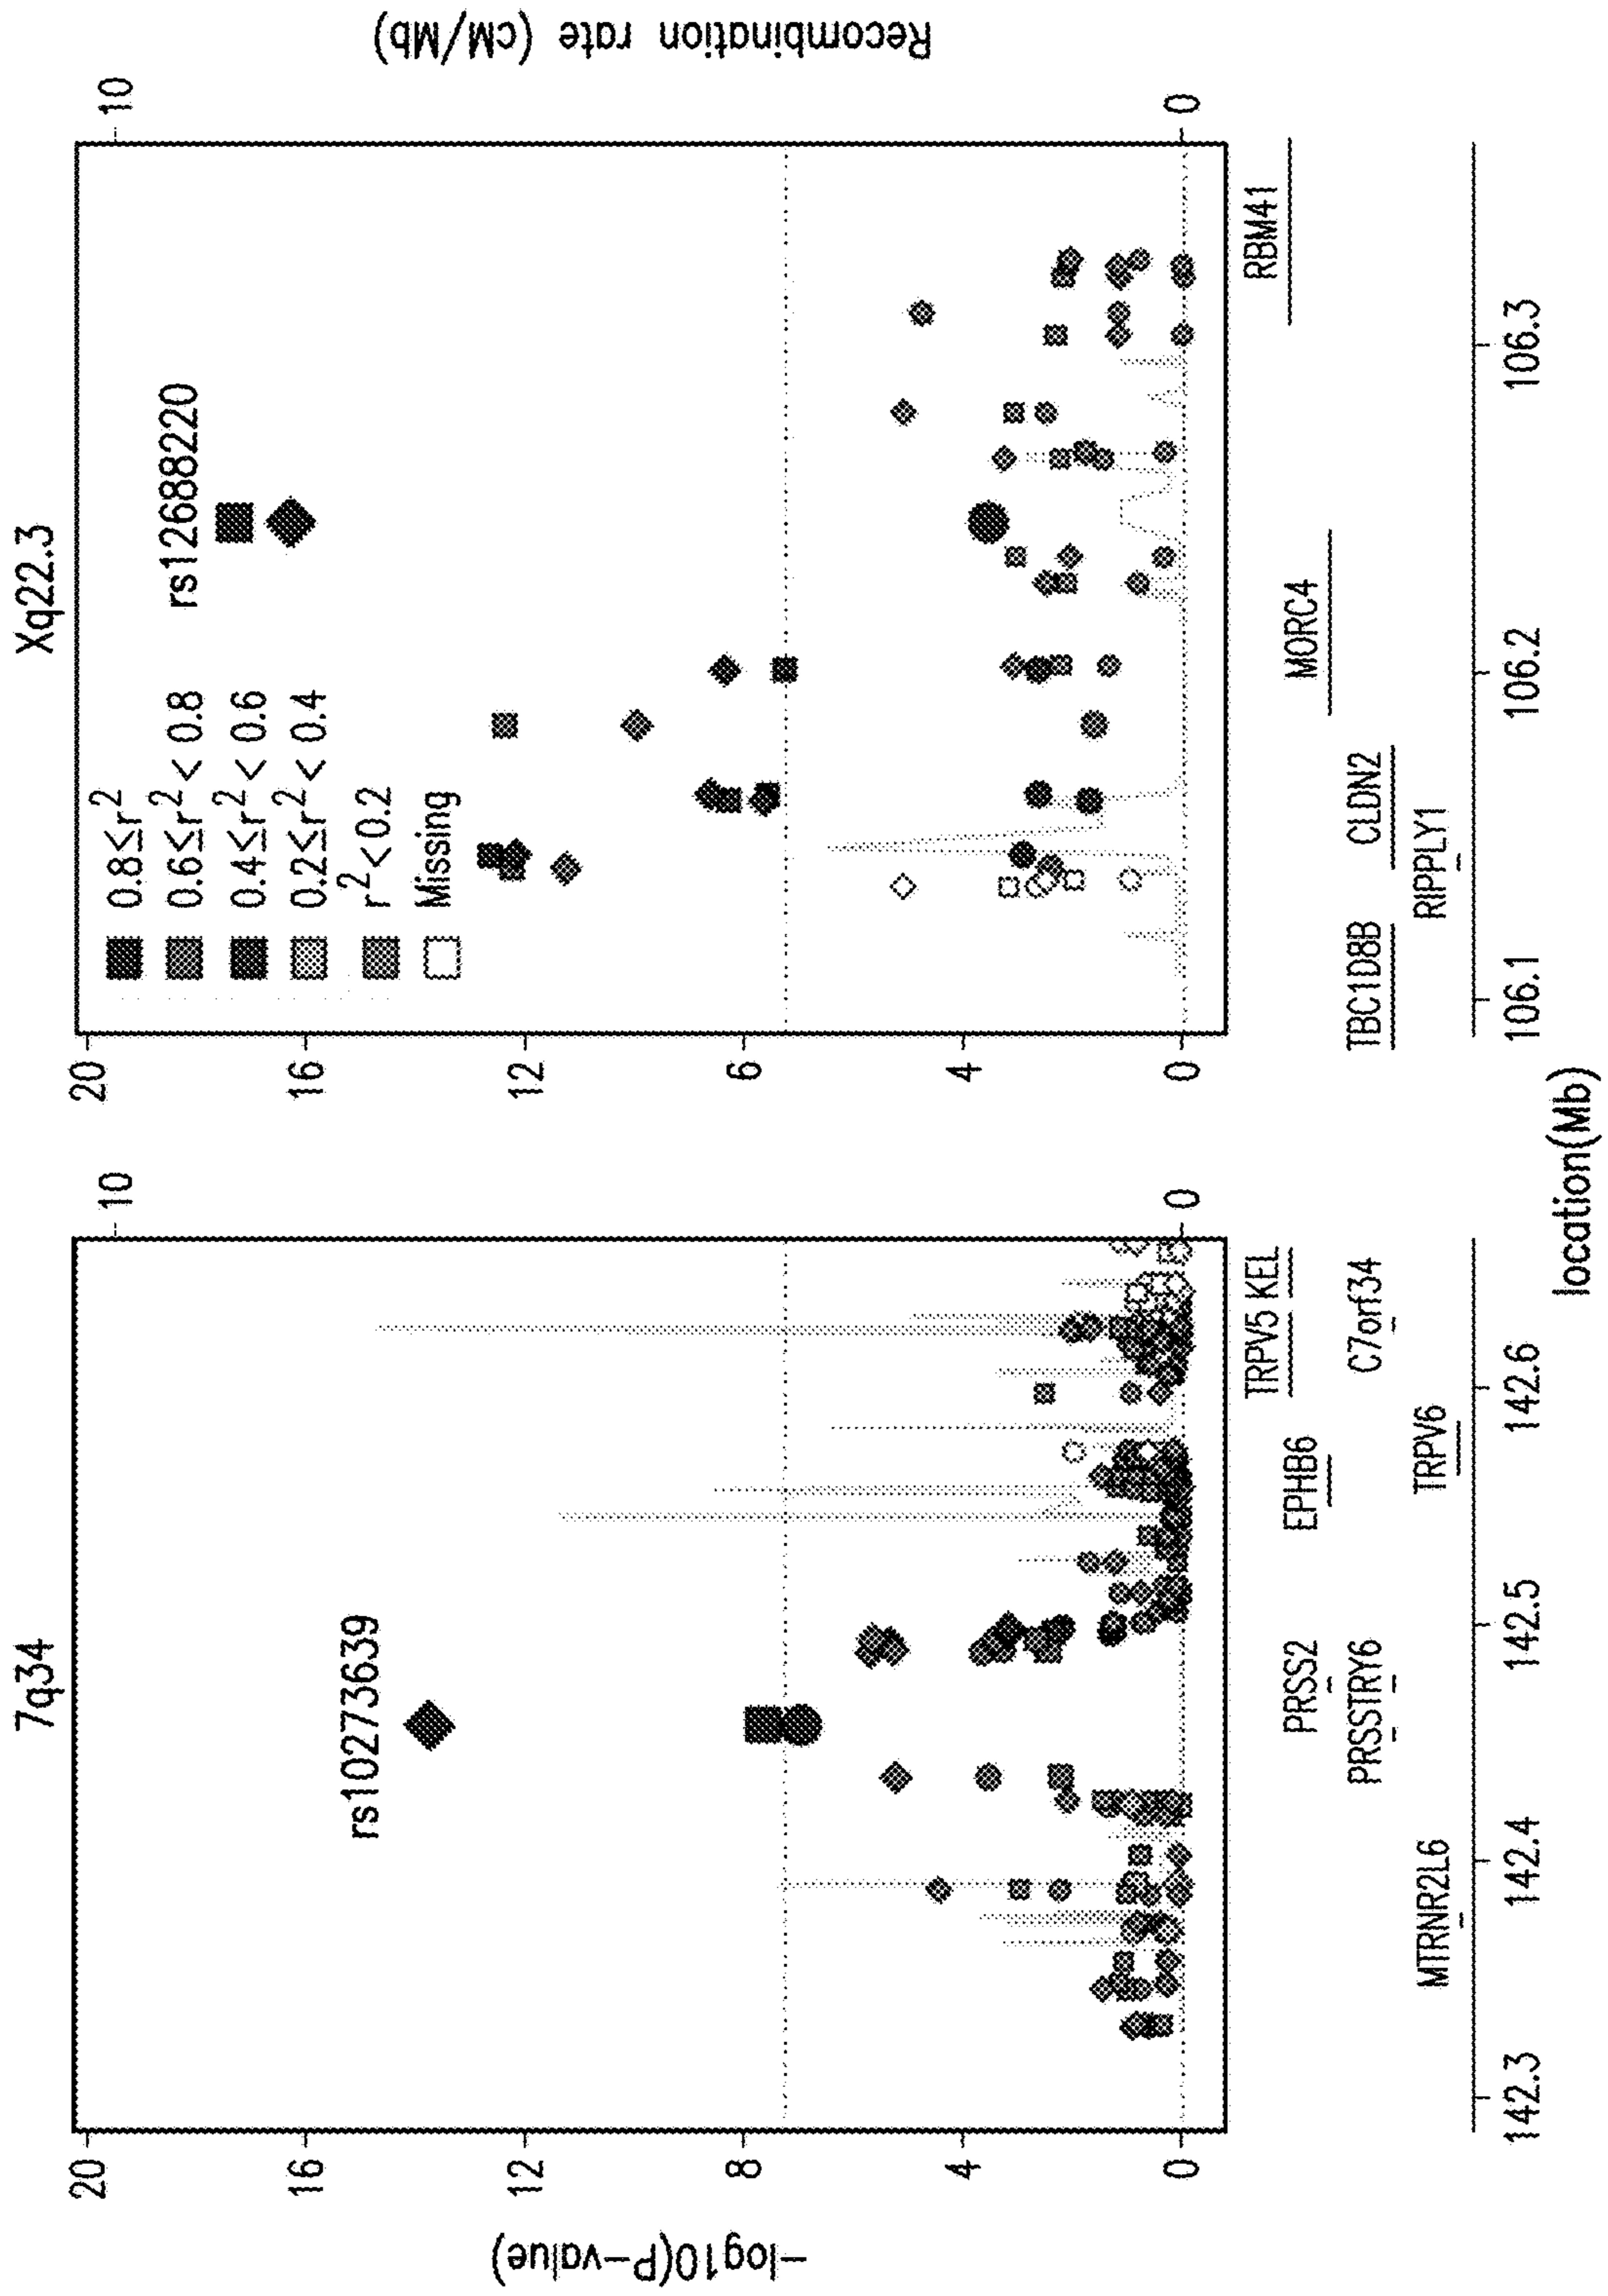 7q34
rs10273639
20
16
12
8
4
0
-log10(P-value)
10
0
MTRNR2L6
PRSS2
PRSSTRY6
EPHB6
TRPV6
TRPV5 KEL
C7orf34
142.3
142.4
142.5
142.6
location(Mb)
Xq22.3
rs12688220
0.8≤r²
0.6≤r²< 0.8
0.4≤r²< 0.6
0.2≤r²< 0.4
r²<0.2
Missing
20
16
12
6
4
0
10
0
Recombination rate (cM/Mb)
TBC1D8B
CLDN2
RIPPLY1
MORC4
RBM41
106.1
106.2
106.3